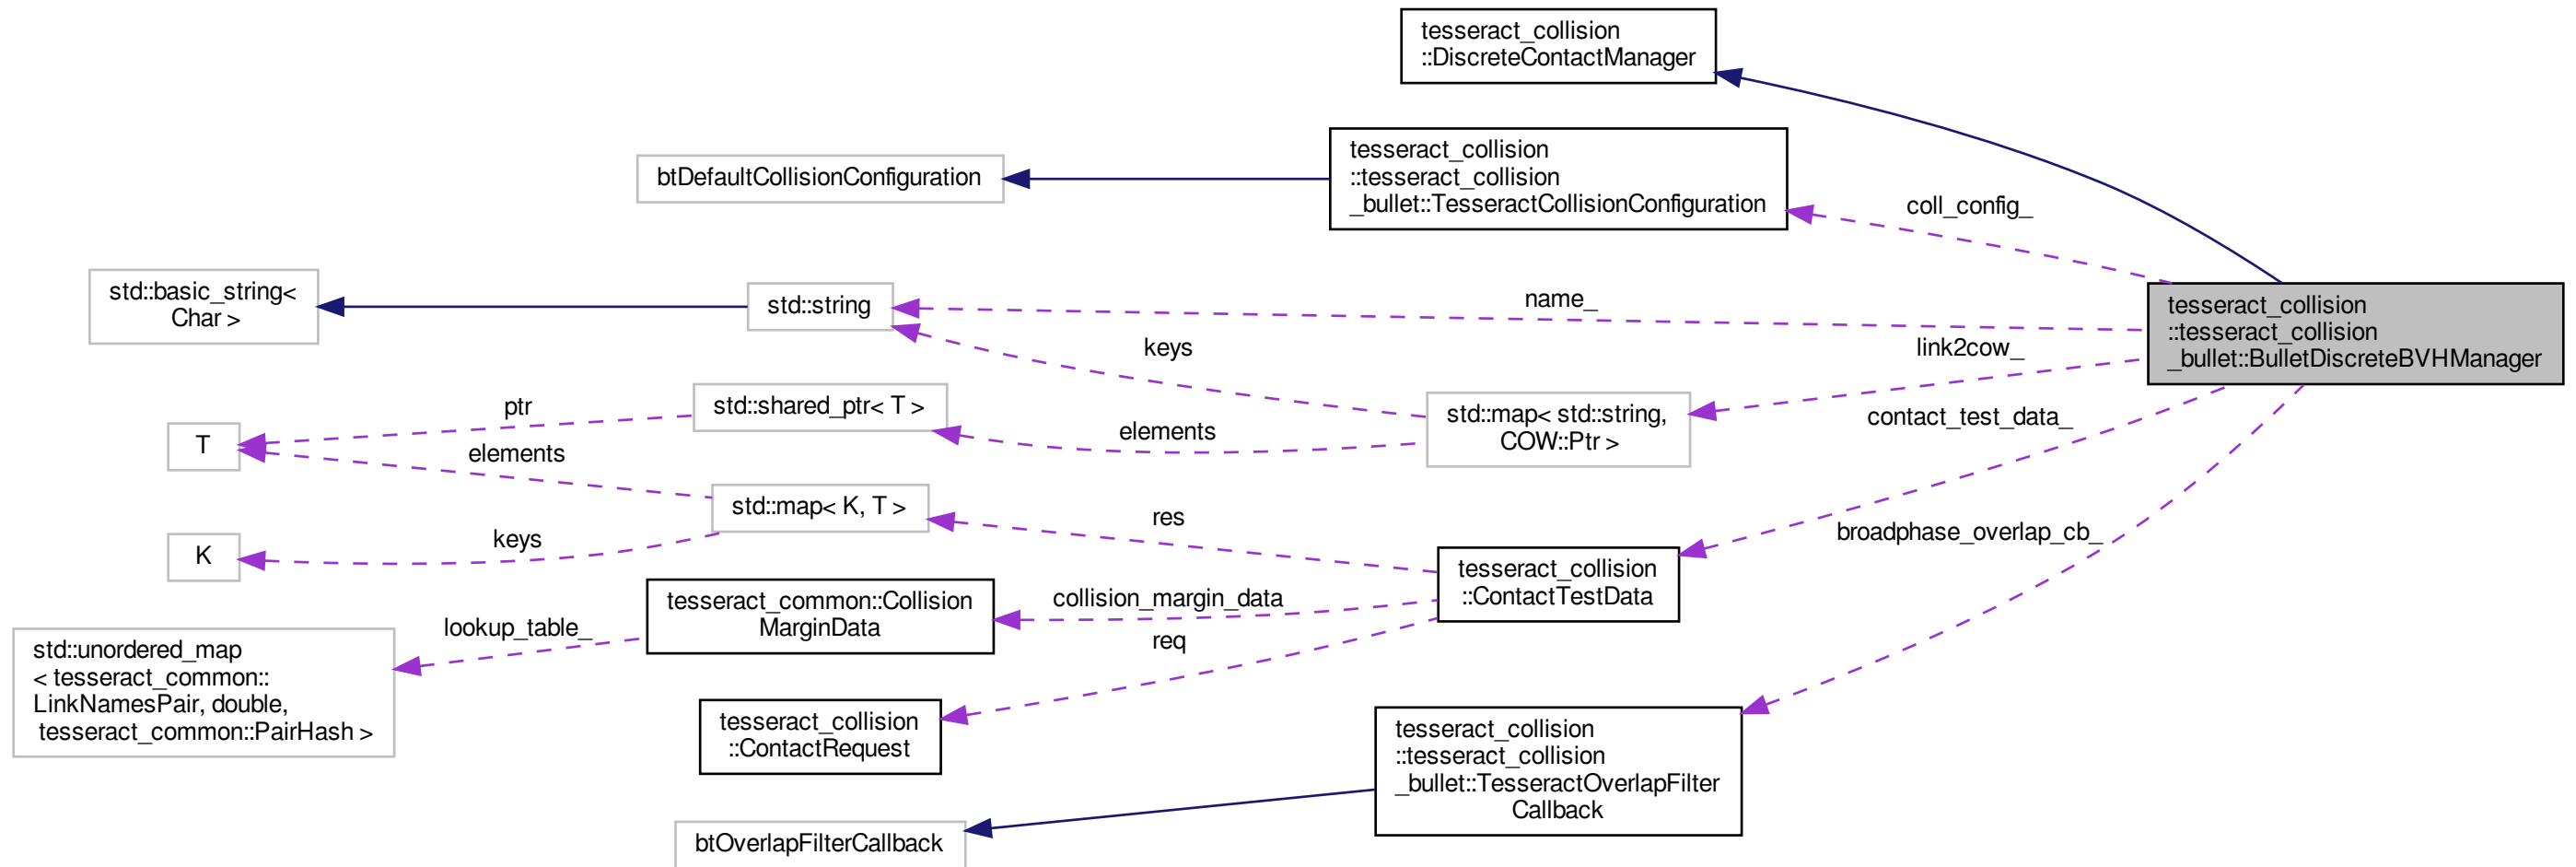 tesseract_collision
::DiscreteContactManager
tesseract_collision
::tesseract_collision
_bullet::TesseractCollisionConfiguration
btDefaultCollisionConfiguration
coll_config_
std::basic_string<
Char >
std::string
name_
tesseract_collision
::tesseract_collision
_bullet::BulletDiscreteBVHManager
keys
link2cow_
std::shared_ptr< T >
ptr
std::map< std::string,
COW::Ptr >
elements
contact_test_data_
T
elements
std::map< K, T >
res
K
keys
broadphase_overlap_cb_
tesseract_collision
::ContactTestData
tesseract_common::Collision
MarginData
collision_margin_data
lookup_table_
req
std::unordered_map
< tesseract_common::
LinkNamesPair, double,
tesseract_common::PairHash >
tesseract_collision
::ContactRequest
tesseract_collision
::tesseract_collision
_bullet::TesseractOverlapFilter
Callback
btOverlapFilterCallback